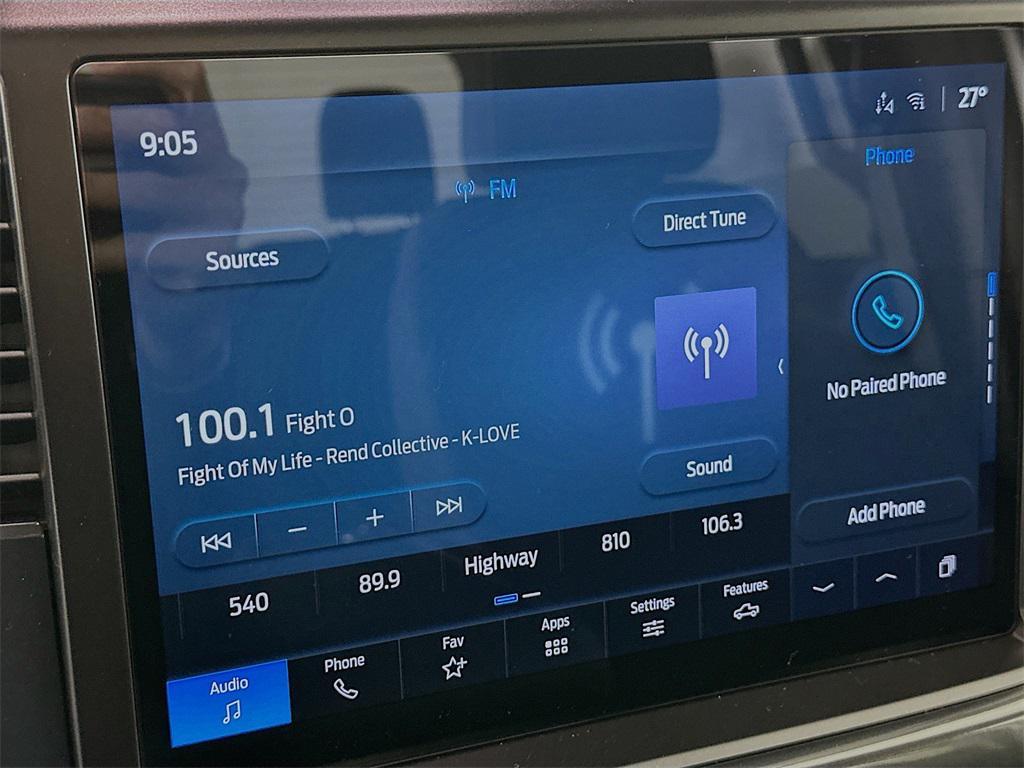 9:05
27°
FM
Phone
Sources
Direct Tune
100.1 Fight O
Fight Of My Life - Rend Collective - K-LOVE
No Paired Phone
Sound
Add Phone
540
89.9
Highway
810
106.3
Audio
Phone
Fav
Apps
Settings
Features